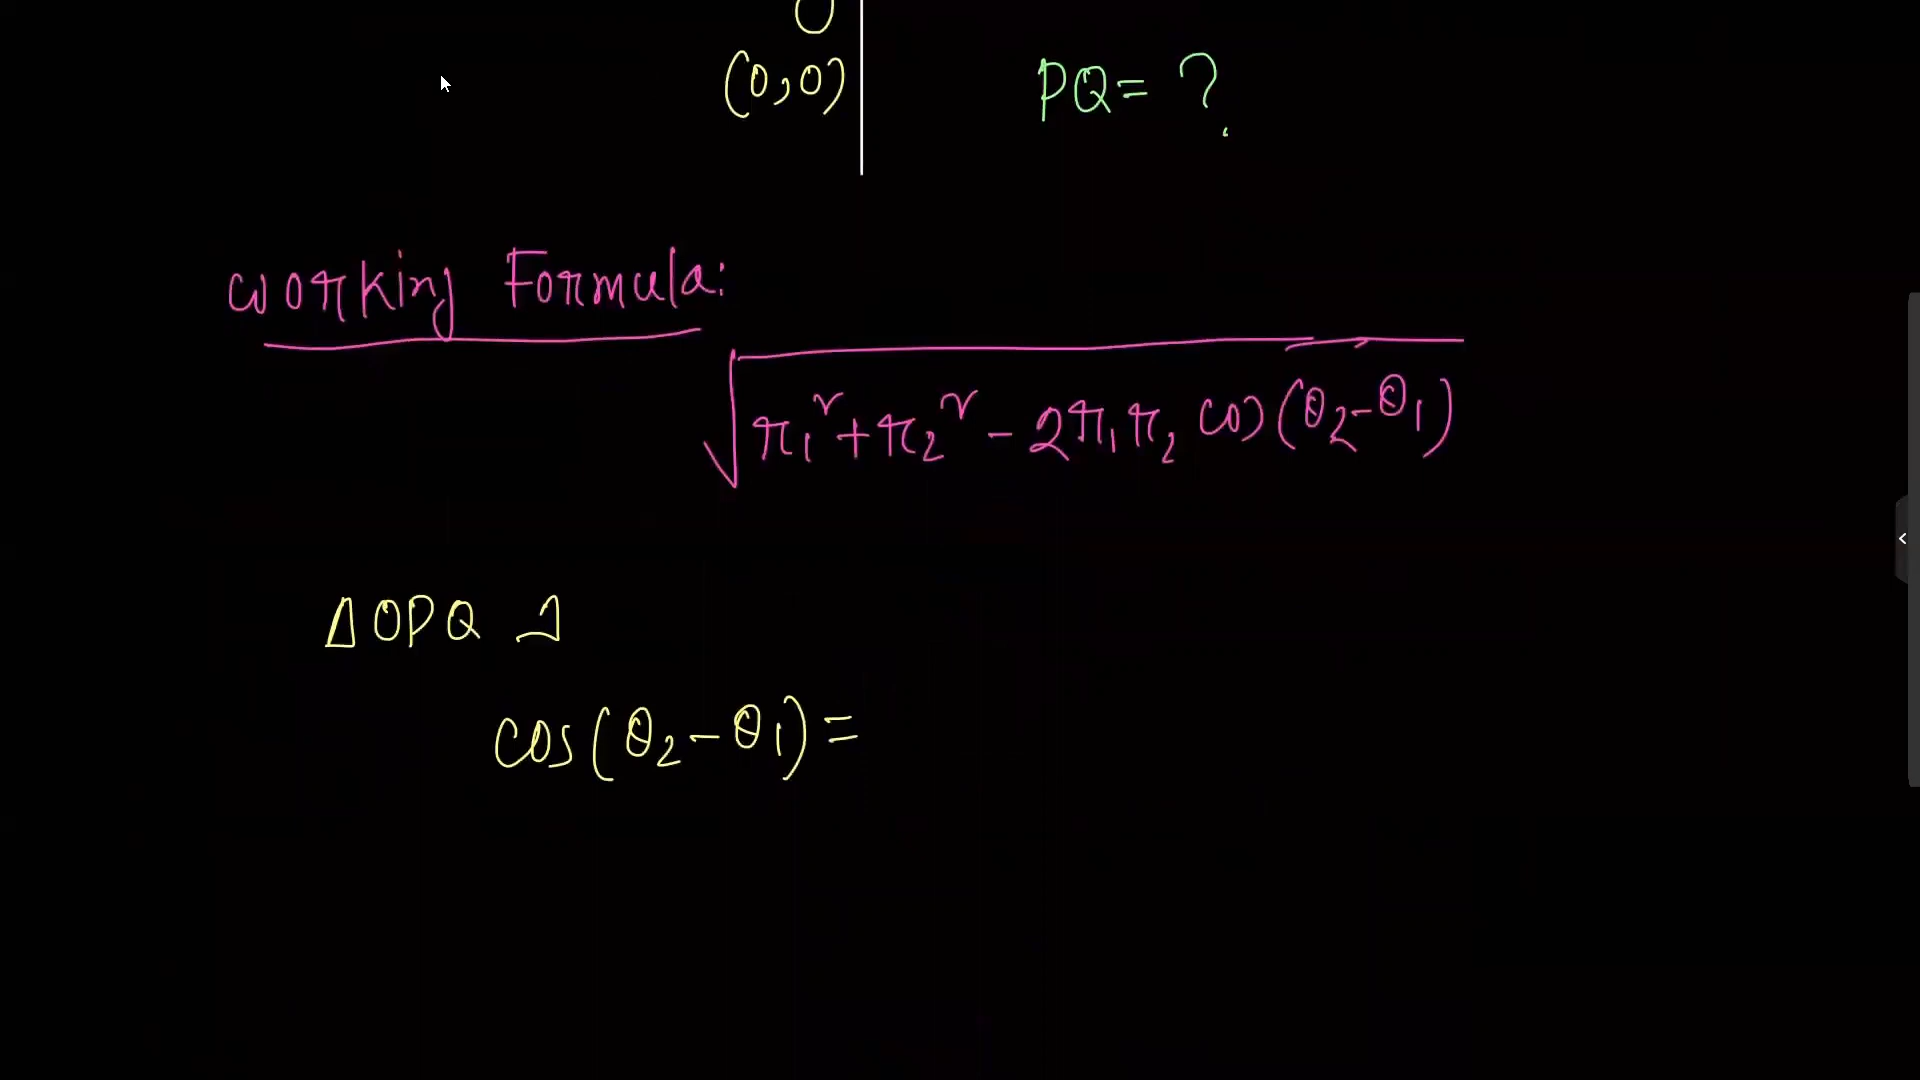 O
(0,0) PQ= ?
Working Formula:
√(r₁² + r₂² - 2r₁r₂ cos(θ₂-θ₁))
ΔOPQ এ
cos(θ₂-θ₁)=